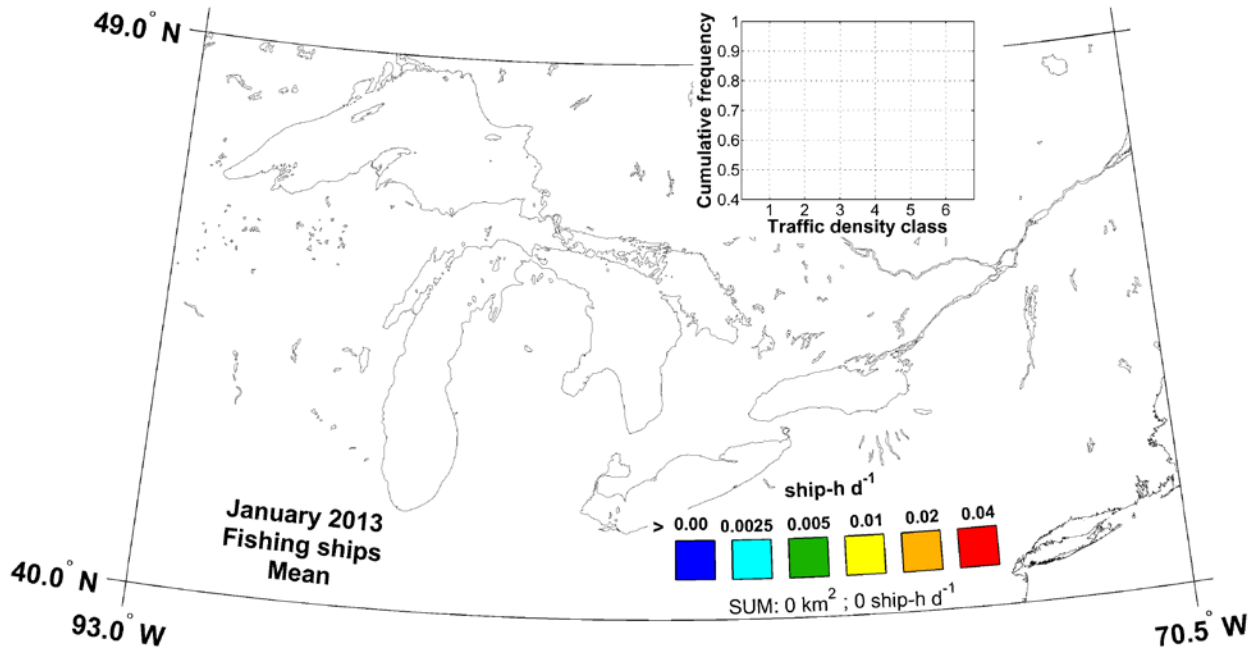 49.0° N
1
0.9
0.8
0.7
0.6
0.5
0.4
Cumulative frequency
1 2 3 4 5 6
Traffic density class
January 2013
Fishing ships
Mean
ship-h d⁻¹
> 0.00 0.0025 0.005 0.01 0.02 0.04
SUM: 0 km² ; 0 ship-h d⁻¹
40.0° N
93.0° W
70.5° W